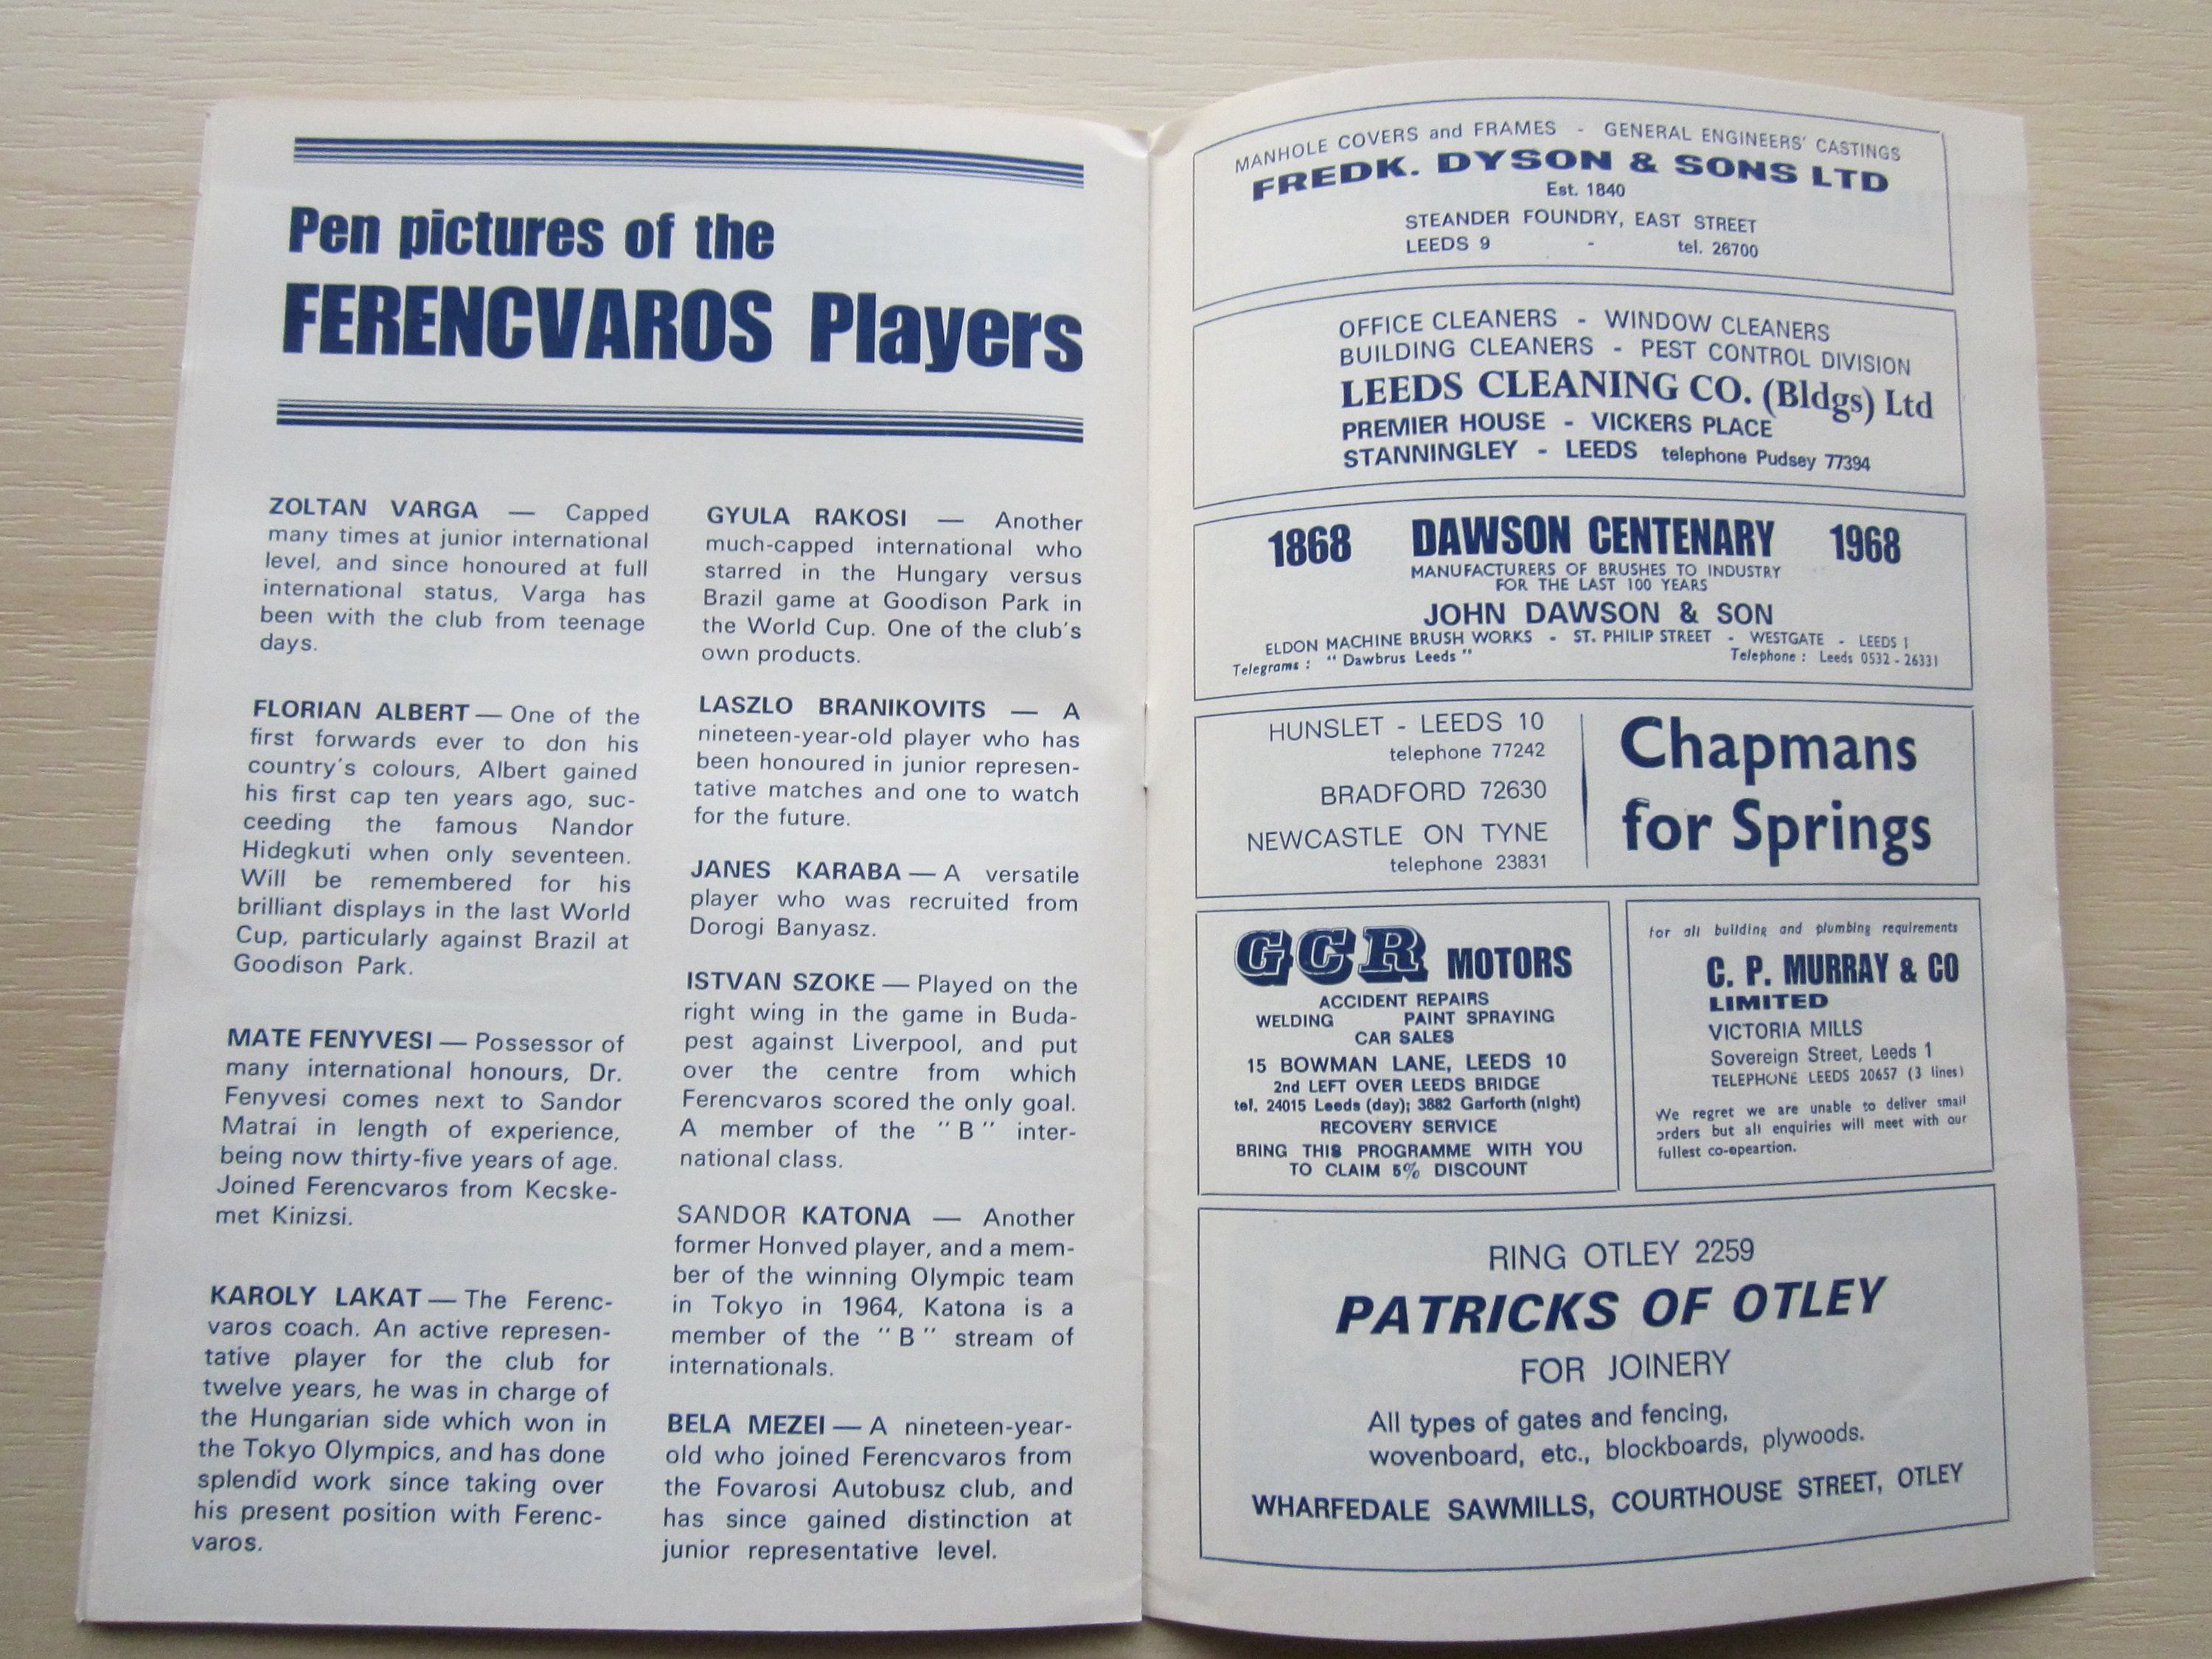 Pen pictures of the
FERENCVAROS Players
ZOLTAN VARGA — Capped
many times at junior international
level, and since honoured at full
international status, Varga has
been with the club from teenage
days.
FLORIAN ALBERT — One of the
first forwards ever to don his
country's colours, Albert gained
his first cap ten years ago, suc-
ceeding the famous Nandor
Hidegkuti when only seventeen.
Will be remembered for his
brilliant displays in the last World
Cup, particularly against Brazil at
Goodison Park.
MATE FENYVESI — Possessor of
many international honours, Dr.
Fenyvesi comes next to Sandor
Matrai in length of experience,
being now thirty-five years of age.
Joined Ferencvaros from Kecske-
met Kinizsi.
KAROLY LAKAT — The Ferenc-
varos coach. An active represen-
tative player for the club for
twelve years, he was in charge of
the Hungarian side which won in
the Tokyo Olympics, and has done
splendid work since taking over
his present position with Ferenc-
varos.
GYULA RAKOSI — Another
much-capped international who
starred in the Hungary versus
Brazil game at Goodison Park in
the World Cup. One of the club's
own products.
LASZLO BRANIKOVITS — A
nineteen-year-old player who has
been honoured in junior represen-
tative matches and one to watch
for the future.
JANES KARABA — A versatile
player who was recruited from
Dorogi Banyasz.
ISTVAN SZOKE — Played on the
right wing in the game in Buda-
pest against Liverpool, and put
over the centre from which
Ferencvaros scored the only goal.
A member of the "B" inter-
national class.
SANDOR KATONA — Another
former Honved player, and a mem-
ber of the winning Olympic team
in Tokyo in 1964, Katona is a
member of the "B" stream of
internationals.
BELA MEZEI — A nineteen-year-
old who joined Ferencvaros from
the Fovarosi Autobusz club, and
has since gained distinction at
junior representative level.
MANHOLE COVERS and FRAMES - GENERAL ENGINEERS' CASTINGS
FREDK. DYSON & SONS LTD
Est. 1840
STEANDER FOUNDRY, EAST STREET
LEEDS 9 - tel. 26700
OFFICE CLEANERS - WINDOW CLEANERS
BUILDING CLEANERS - PEST CONTROL DIVISION
LEEDS CLEANING CO. (Bldgs) Ltd
PREMIER HOUSE - VICKERS PLACE
STANNINGLEY - LEEDS telephone Pudsey 77394
1868 DAWSON CENTENARY 1968
MANUFACTURERS OF BRUSHES TO INDUSTRY
FOR THE LAST 100 YEARS
JOHN DAWSON & SON
ELDON MACHINE BRUSH WORKS - ST. PHILIP STREET - WESTGATE - LEEDS 1
Telegrams : "Dawbrus Leeds" Telephone : Leeds 0532 - 26331
HUNSLET - LEEDS 10
telephone 77242
BRADFORD 72630
NEWCASTLE ON TYNE
telephone 23831
Chapmans
for Springs
GCR MOTORS
ACCIDENT REPAIRS
WELDING PAINT SPRAYING
CAR SALES
15 BOWMAN LANE, LEEDS 10
2nd LEFT OVER LEEDS BRIDGE
tel. 24015 Leeds (day); 3882 Garforth (night)
RECOVERY SERVICE
BRING THIS PROGRAMME WITH YOU
TO CLAIM 5% DISCOUNT
for all building and plumbing requirements
C. P. MURRAY & CO
LIMITED
VICTORIA MILLS
Sovereign Street, Leeds 1
TELEPHONE LEEDS 20657 (3 lines)
We regret we are unable to deliver small
orders but all enquiries will meet with our
fullest co-opeartion.
RING OTLEY 2259
PATRICKS OF OTLEY
FOR JOINERY
All types of gates and fencing,
wovenboard, etc., blockboards, plywoods.
WHARFEDALE SAWMILLS, COURTHOUSE STREET, OTLEY